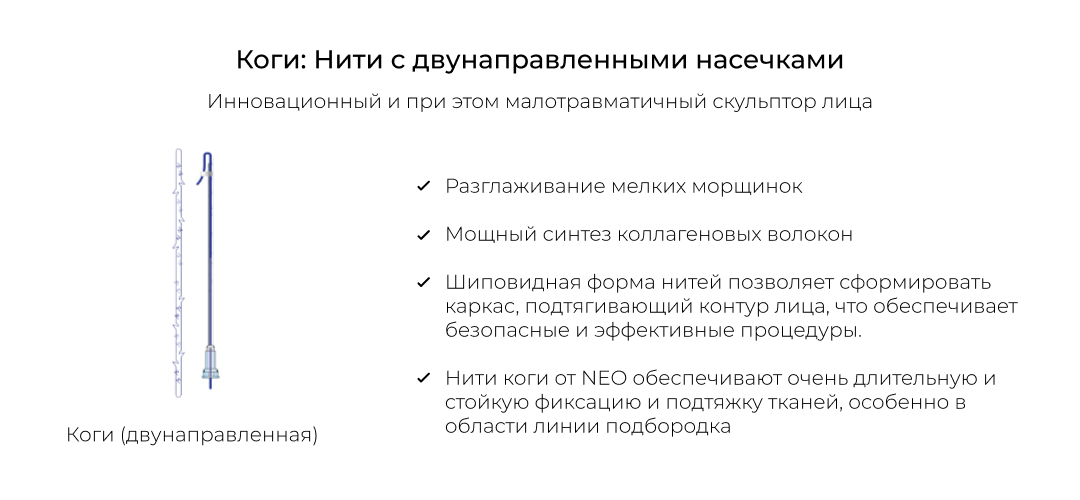 Коги: Нити с двунаправленными насечками
Инновационный и при этом малотравматичный скульптор лица
Разглаживание мелких морщинок
Мощный синтез коллагеновых волокон
Шиповидная форма нитей позволяет сформировать
каркас, подтягивающий контур лица, что обеспечивает
безопасные и эффективные процедуры.
Нити коги от NEO обеспечивают очень длительную и
стойкую фиксацию и подтяжку тканей, особенно в
области линии подбородка
Коги (двунаправленная)